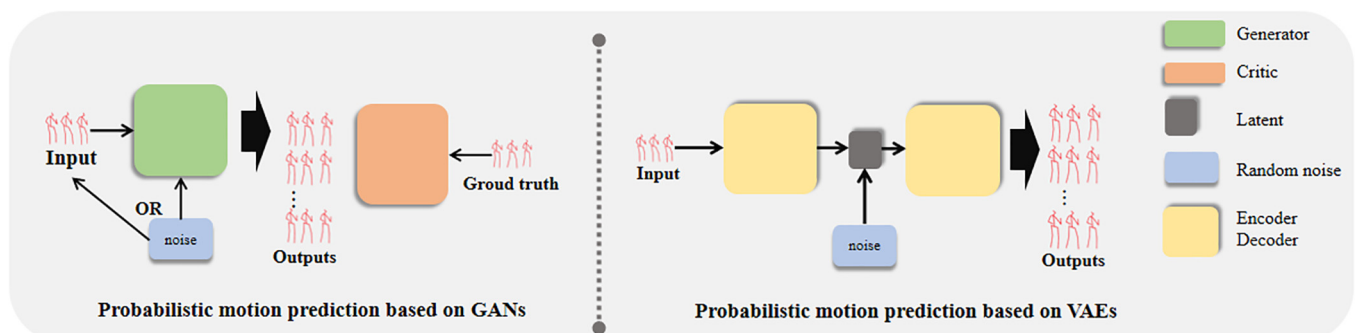 Input
OR
noise
Outputs
Groud truth
Probabilistic motion prediction based on GANs
Input
noise
Outputs
Probabilistic motion prediction based on VAEs
Generator
Critic
Latent
Random noise
Encoder
Decoder